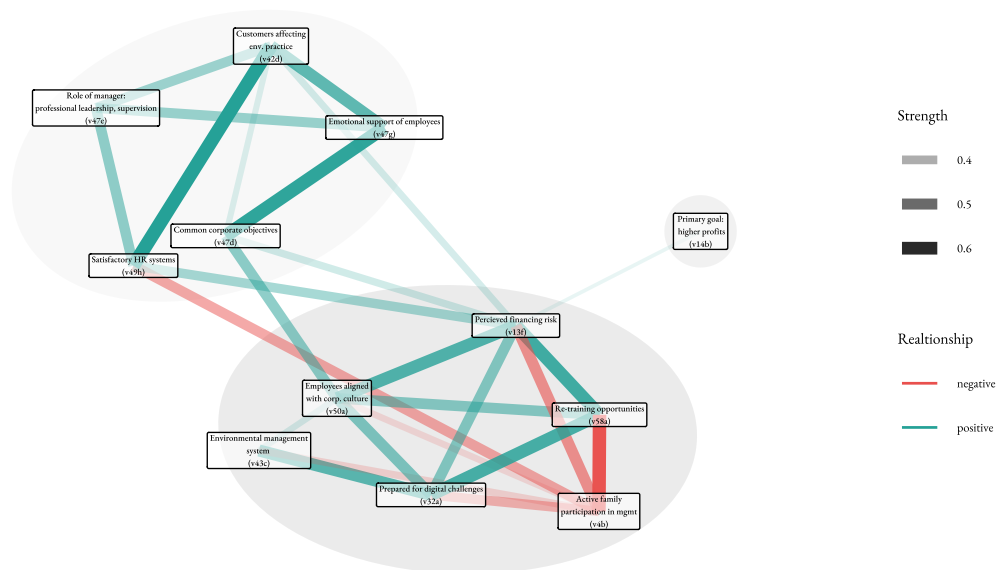 Customers affecting
env. practice
(v42d)
Role of manager:
professional leadership, supervision
(v47e)
Emotional support of employees
(v47g)
Common corporate objectives
(v47d)
Satisfactory HR systems
(v49h)
Primary goal:
higher profits
(v14b)
Percieved financing risk
(v13f)
Employees aligned
with corp. culture
(v50a)
Re-training opportunities
(v58a)
Environmental management
system
(v43c)
Prepared for digital challenges
(v32a)
Active family
participation in mgmt
(v4b)
Strength
0.4
0.5
0.6
Realtionship
negative
positive